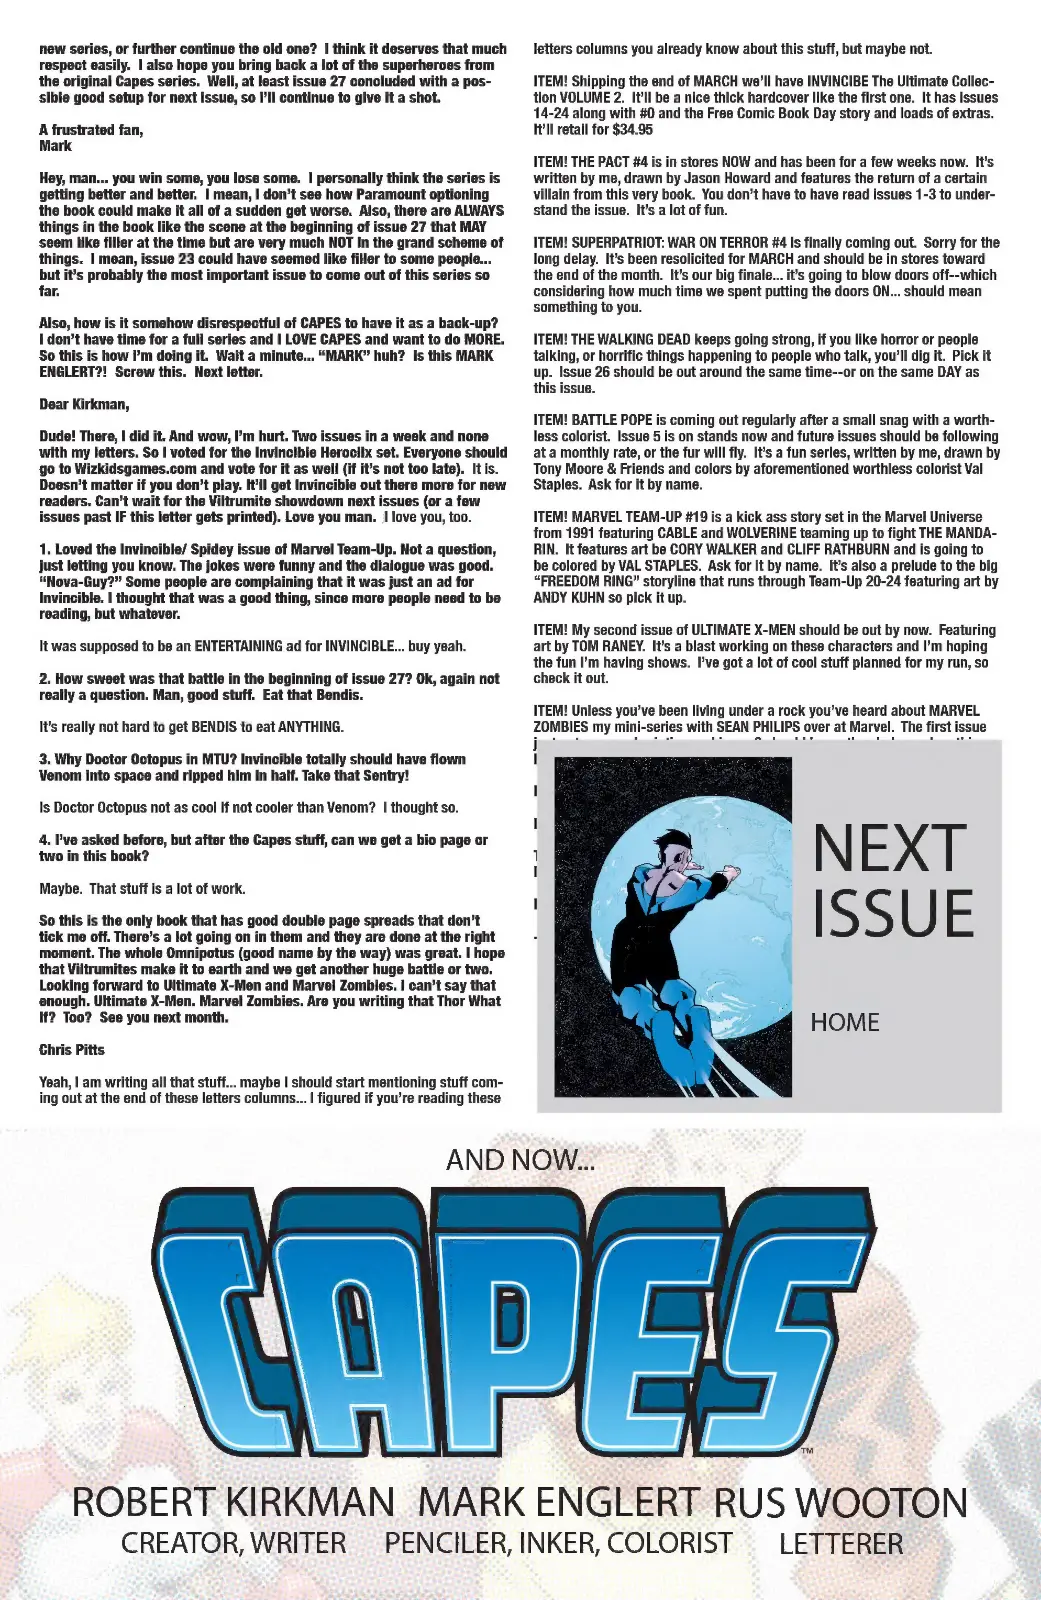 new series, or further continue the old one?  I think it deserves that much
respect easily.  I also hope you bring back a lot of the superheroes from
the original Capes series.  Well, at least issue 27 concluded with a pos-
sible good setup for next issue, so I'll continue to give it a shot.
A frustrated fan,
Mark
Hey, man... you win some, you lose some.  I personally think the series is
getting better and better.  I mean, I don't see how Paramount optioning
the book could make it all of a sudden get worse.  Also, there are ALWAYS
things in the book like the scene at the beginning of issue 27 that MAY
seem like filler at the time but are very much NOT in the grand scheme of
things.  I mean, issue 23 could have seemed like filler to some people...
but it's probably the most important issue to come out of this series so
far.
Also, how is it somehow disrespectful of CAPES to have it as a back-up?
I don't have time for a full series and I LOVE CAPES and want to do MORE.
So this is how I'm doing it.  Wait a minute... "MARK" huh?  Is this MARK
ENGLERT?!  Screw this.  Next letter.
Dear Kirkman,
Dude! There, I did it. And wow, I'm hurt. Two issues in a week and none
with my letters. So I voted for the Invincible Heroclix set. Everyone should
go to Wizkidsgames.com and vote for it as well (if it's not too late).  It is.
Doesn't matter if you don't play. It'll get Invincible out there more for new
readers. Can't wait for the Viltrumite showdown next issues (or a few
issues past IF this letter gets printed). Love you man.  I love you, too.
1. Loved the Invincible/ Spidey issue of Marvel Team-Up. Not a question,
just letting you know. The jokes were funny and the dialogue was good.
"Nova-Guy?" Some people are complaining that it was just an ad for
Invincible. I thought that was a good thing, since more people need to be
reading, but whatever.
It was supposed to be an ENTERTAINING ad for INVINCIBLE... buy yeah.
2. How sweet was that battle in the beginning of issue 27? Ok, again not
really a question. Man, good stuff.  Eat that Bendis.
It's really not hard to get BENDIS to eat ANYTHING.
3. Why Doctor Octopus in MTU? Invincible totally should have flown
Venom into space and ripped him in half. Take that Sentry!
Is Doctor Octopus not as cool if not cooler than Venom?  I thought so.
4. I've asked before, but after the Capes stuff, can we get a bio page or
two in this book?
Maybe.  That stuff is a lot of work.
So this is the only book that has good double page spreads that don't
tick me off. There's a lot going on in them and they are done at the right
moment. The whole Omnipotus (good name by the way) was great. I hope
that Viltrumites make it to earth and we get another huge battle or two.
Looking forward to Ultimate X-Men and Marvel Zombies. I can't say that
enough. Ultimate X-Men. Marvel Zombies. Are you writing that Thor What
If?  Too?  See you next month.
Chris Pitts
Yeah, I am writing all that stuff... maybe I should start mentioning stuff com-
ing out at the end of these letters columns... I figured if you're reading these
letters columns you already know about this stuff, but maybe not.
ITEM! Shipping the end of MARCH we'll have INVINCIBE The Ultimate Collec-
tion VOLUME 2.  It'll be a nice thick hardcover like the first one.  It has issues
14-24 along with #0 and the Free Comic Book Day story and loads of extras.
It'll retail for $34.95
ITEM! THE PACT #4 is in stores NOW and has been for a few weeks now.  It's
written by me, drawn by Jason Howard and features the return of a certain
villain from this very book.  You don't have to have read issues 1-3 to under-
stand the issue.  It's a lot of fun.
ITEM! SUPERPATRIOT: WAR ON TERROR #4 is finally coming out.  Sorry for the
long delay.  It's been resolicited for MARCH and should be in stores toward
the end of the month.  It's our big finale... it's going to blow doors off--which
considering how much time we spent putting the doors ON... should mean
something to you.
ITEM! THE WALKING DEAD keeps going strong, if you like horror or people
talking, or horrific things happening to people who talk, you'll dig it.  Pick it
up.  Issue 26 should be out around the same time--or on the same DAY as
this issue.
ITEM! BATTLE POPE is coming out regularly after a small snag with a worth-
less colorist.  Issue 5 is on stands now and future issues should be following
at a monthly rate, or the fur will fly.  It's a fun series, written by me, drawn by
Tony Moore & Friends and colors by aforementioned worthless colorist Val
Staples.  Ask for it by name.
ITEM! MARVEL TEAM-UP #19 is a kick ass story set in the Marvel Universe
from 1991 featuring CABLE and WOLVERINE teaming up to fight THE MANDA-
RIN.  It features art be CORY WALKER and CLIFF RATHBURN and is going to
be colored by VAL STAPLES.  Ask for it by name.  It's also a prelude to the big
"FREEDOM RING" storyline that runs through Team-Up 20-24 featuring art by
ANDY KUHN so pick it up.
ITEM! My second issue of ULTIMATE X-MEN should be out by now.  Featuring
art by TOM RANEY.  It's a blast working on these characters and I'm hoping
the fun I'm having shows.  I've got a lot of cool stuff planned for my run, so
check it out.
ITEM! Unless you've been living under a rock you've heard about MARVEL
ZOMBIES my mini-series with SEAN PHILIPS over at Marvel.  The first issue
NEXT
ISSUE
HOME
AND NOW...
CAPES
TM
ROBERT KIRKMAN MARK ENGLERT RUS WOOTON
CREATOR, WRITER PENCILER, INKER, COLORIST LETTERER